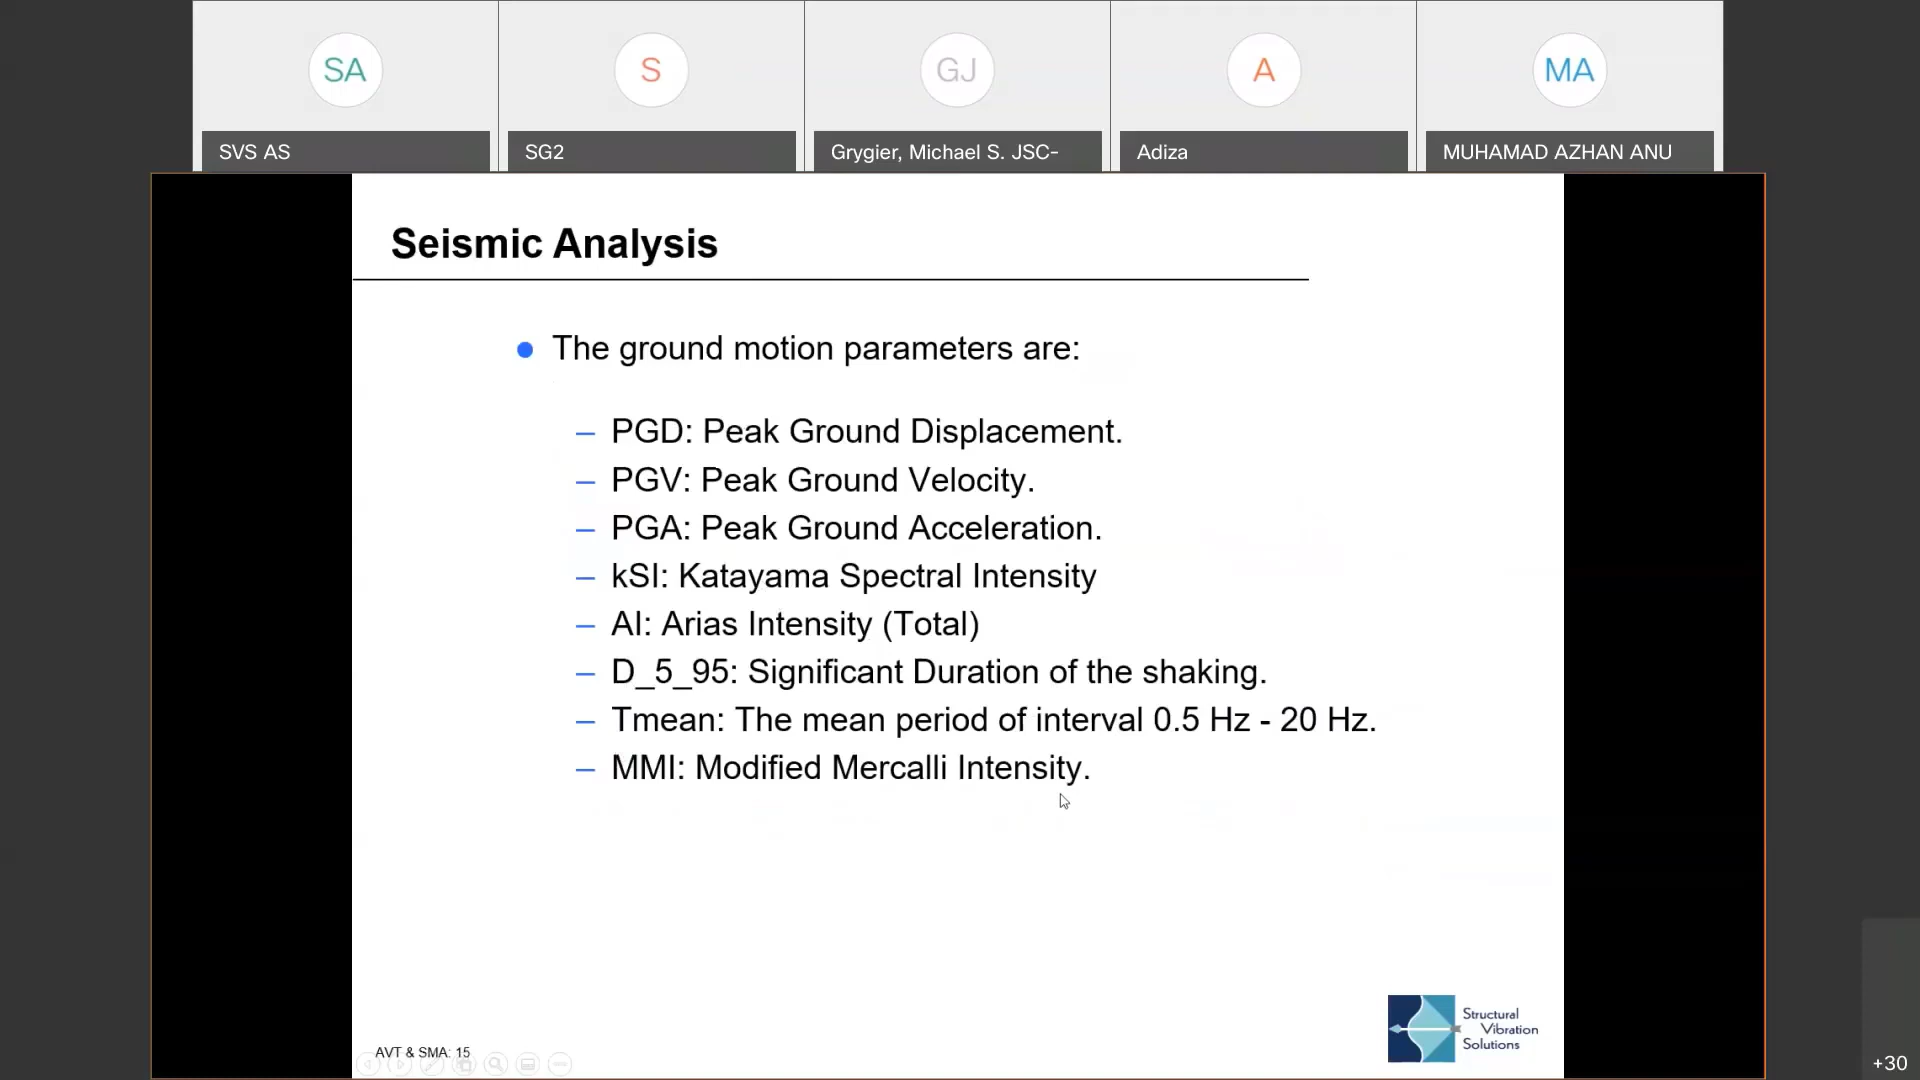 SA
S
GJ
A
MA
SVS AS
SG2
Grygier, Michael S. JSC-
Adiza
MUHAMAD AZHAN ANU
Seismic Analysis
The ground motion parameters are:
– PGD: Peak Ground Displacement.
– PGV: Peak Ground Velocity.
– PGA: Peak Ground Acceleration.
– kSI: Katayama Spectral Intensity
– AI: Arias Intensity (Total)
– D_5_95: Significant Duration of the shaking.
– Tmean: The mean period of interval 0.5 Hz - 20 Hz.
– MMI: Modified Mercalli Intensity.
Structural
Vibration
Solutions
AVT & SMA: 15
+30